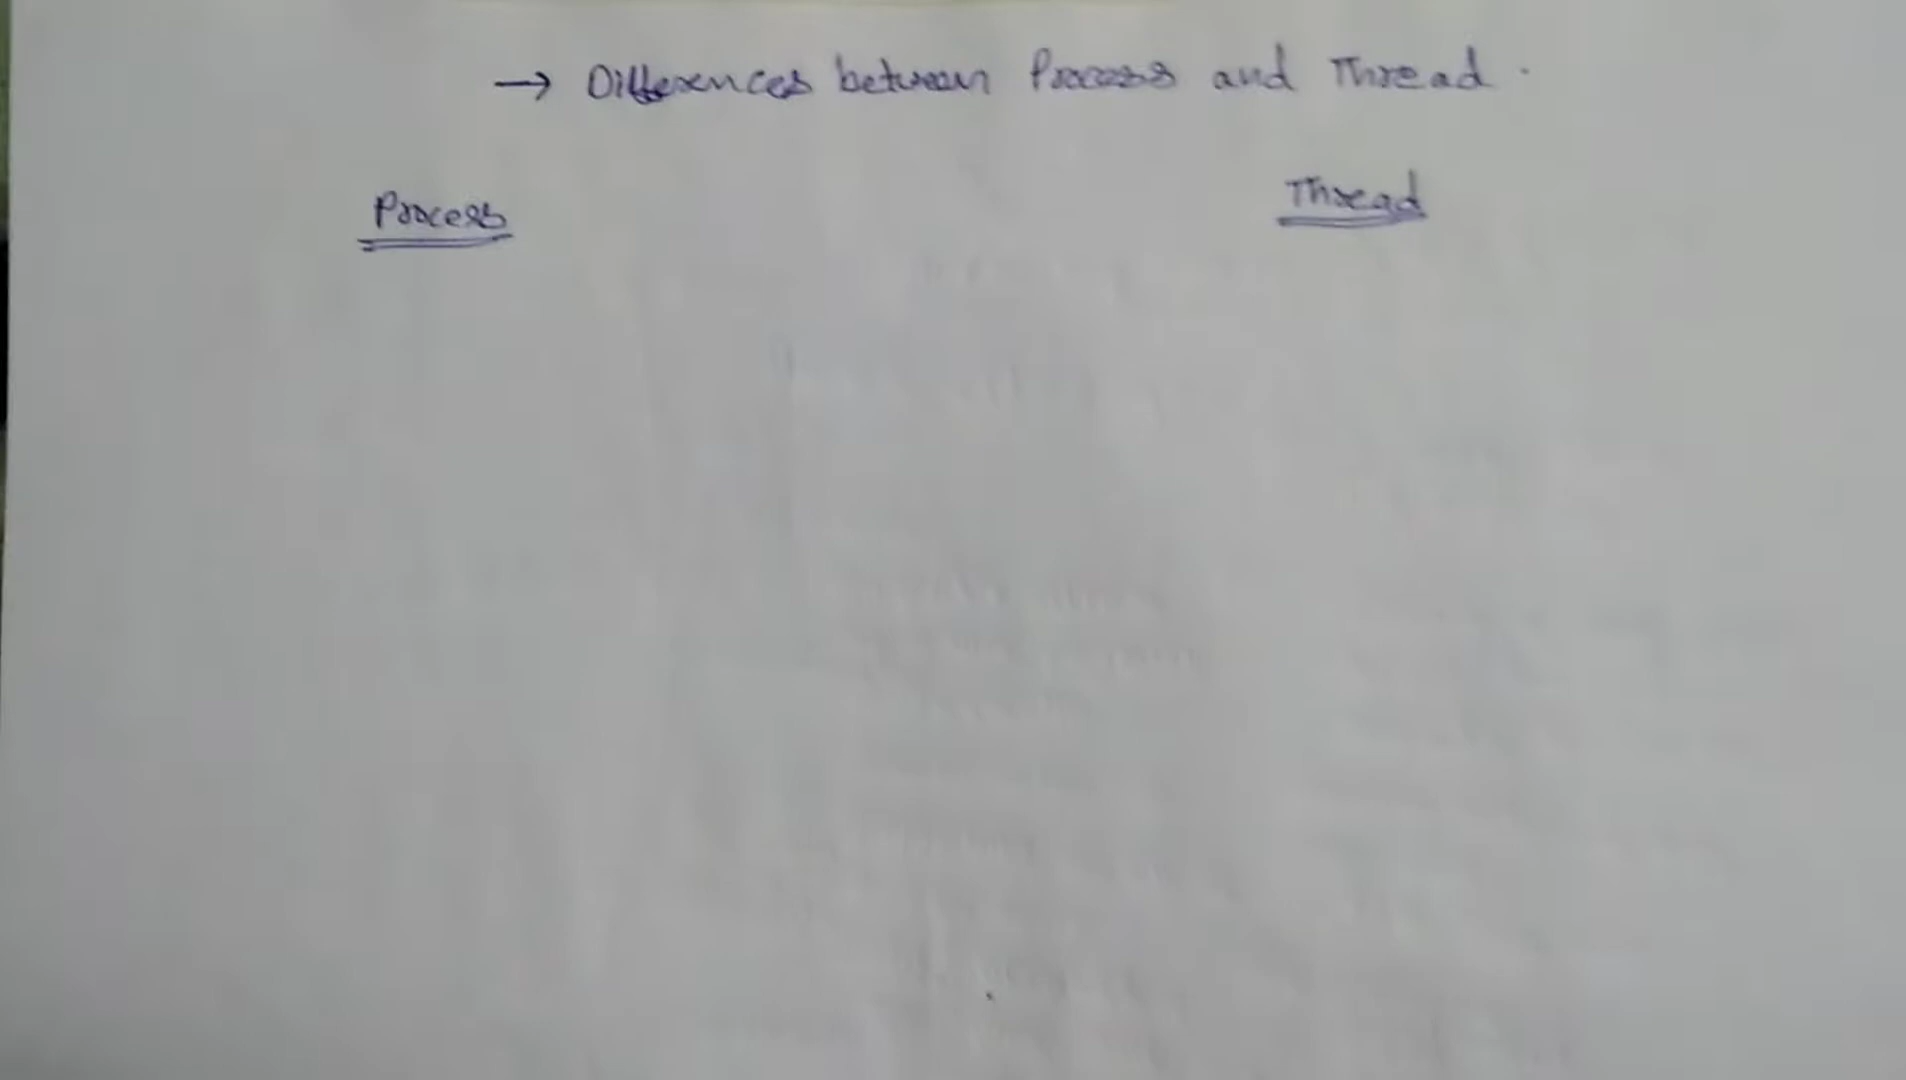 → Differences between Process and Thread.
Process
Thread